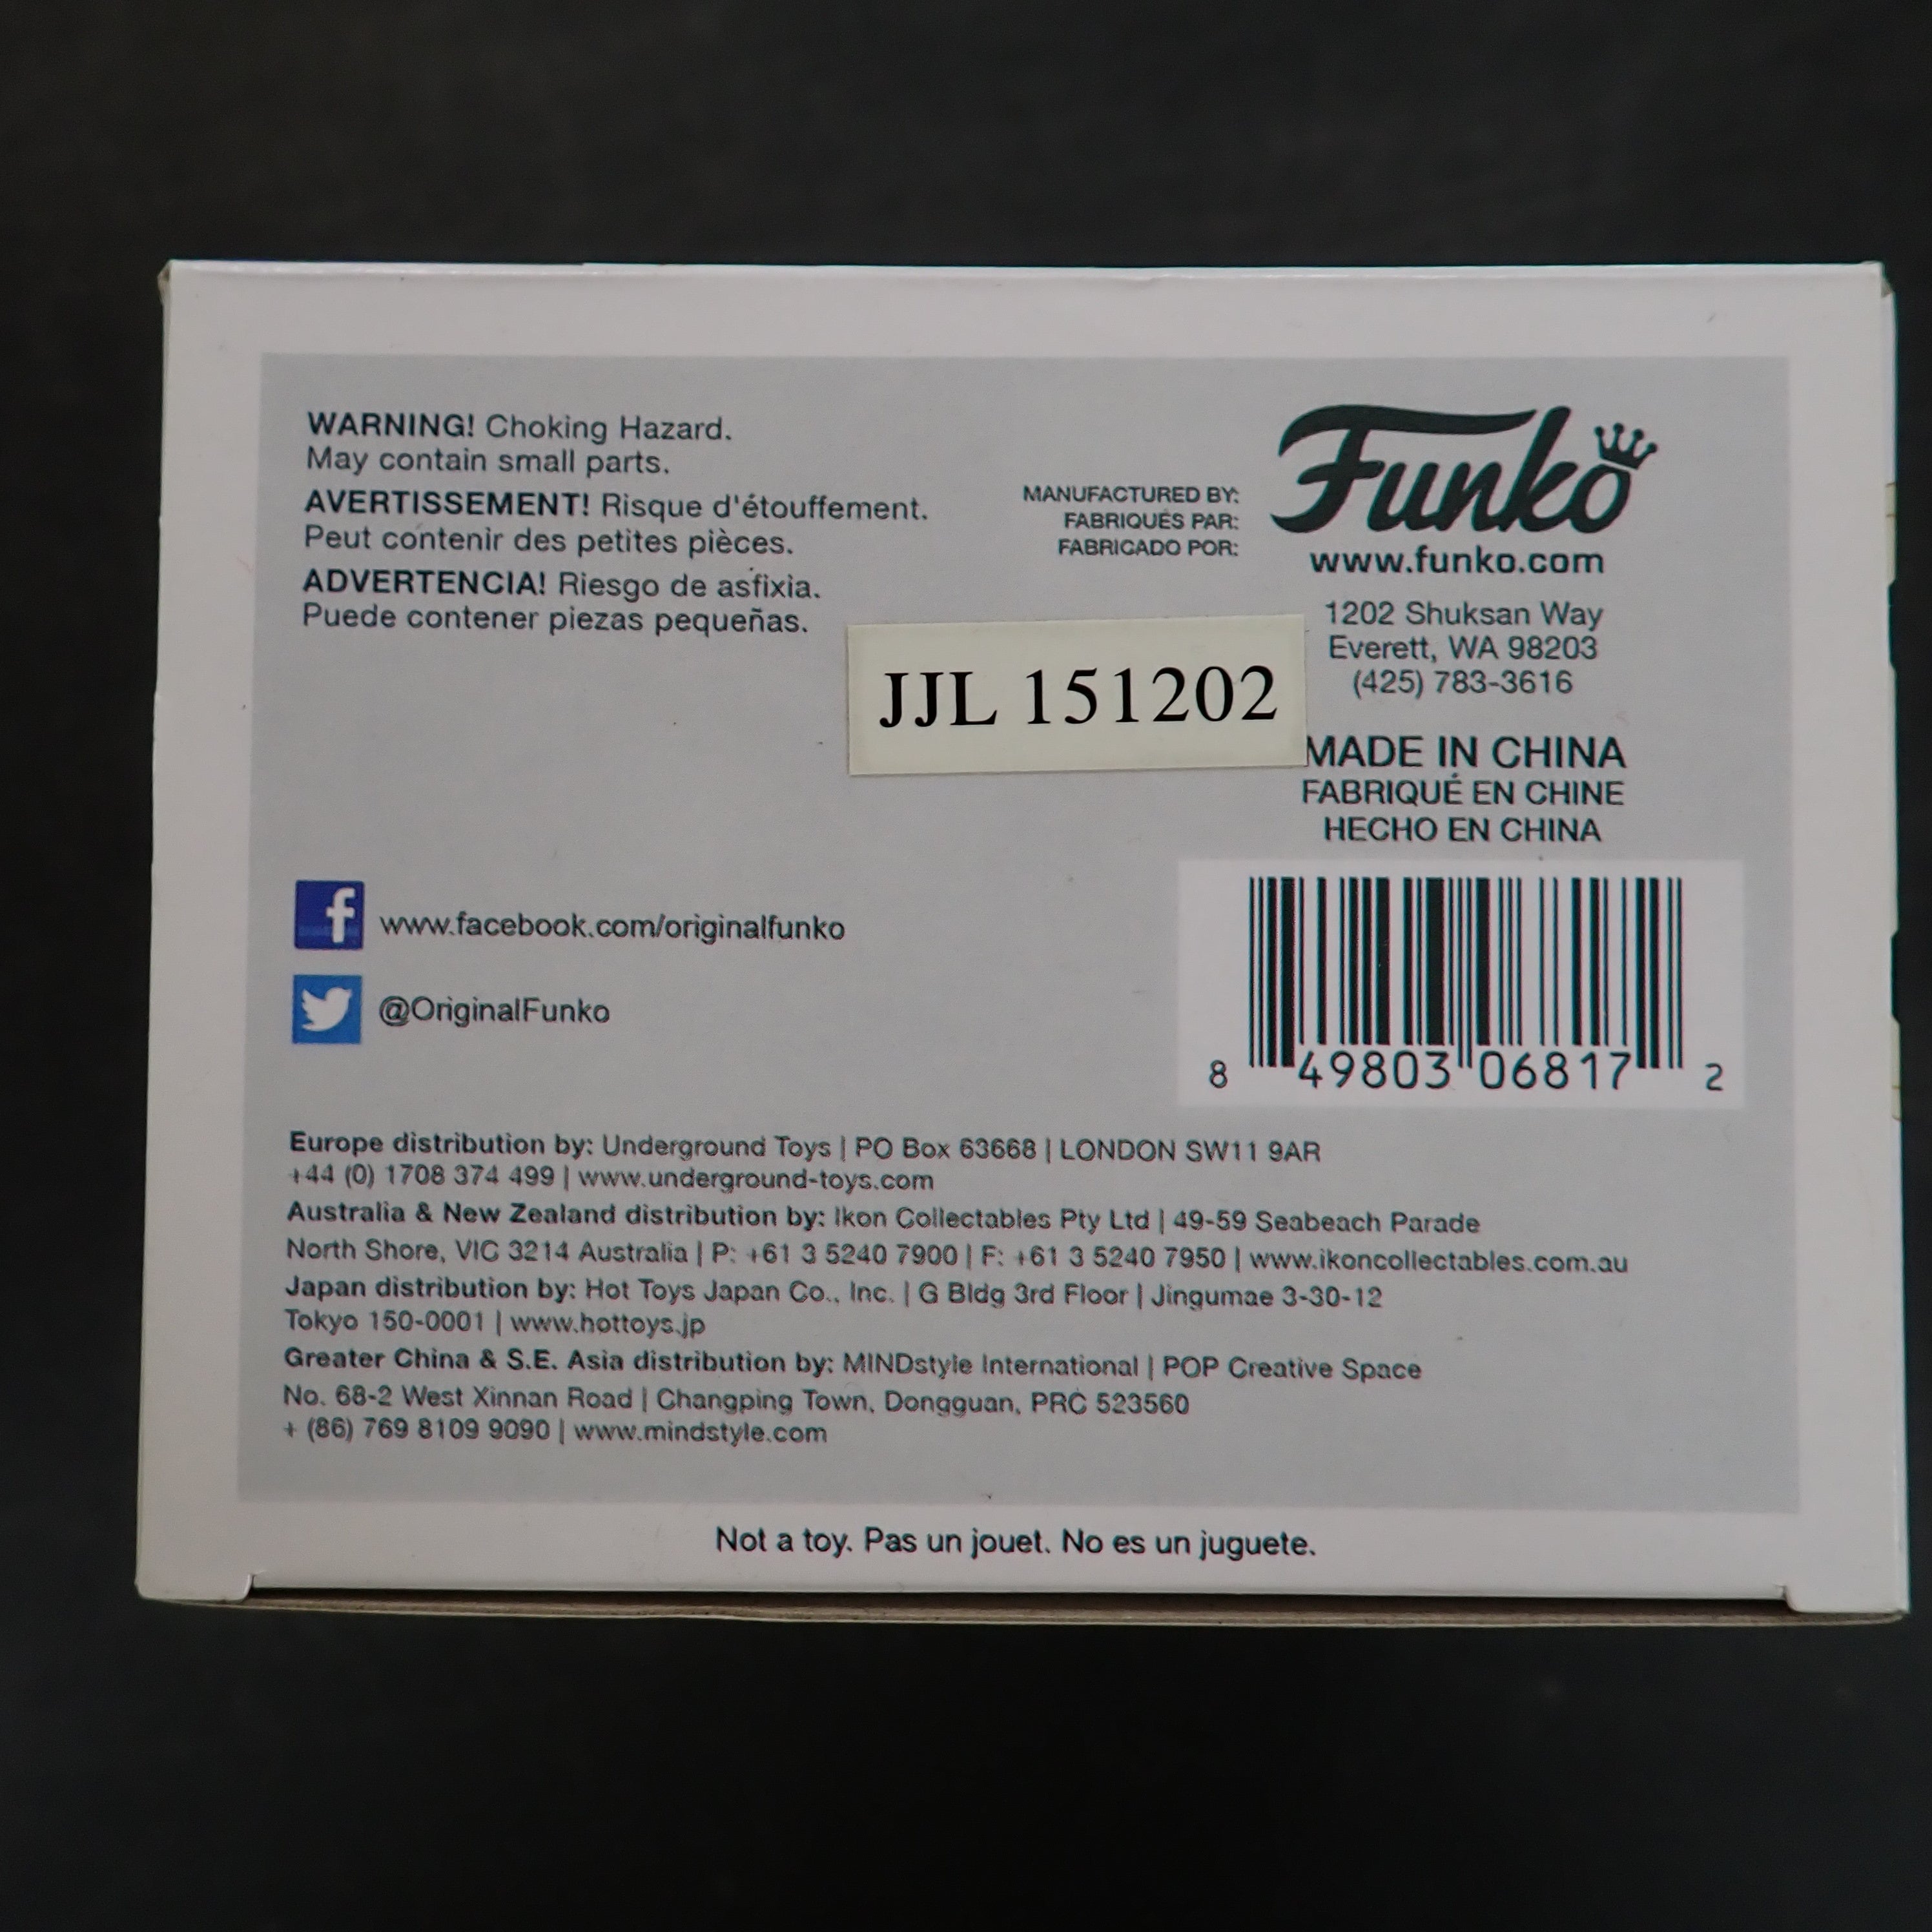 WARNING! Choking Hazard.
May contain small parts.
AVERTISSEMENT! Risque d'étouffement.
Peut contenir des petites pièces.
ADVERTENCIA! Riesgo de asfixia.
Puede contener piezas pequeñas.
MANUFACTURED BY:
FABRIQUÉS PAR:
FABRICADO POR:
Funko
www.funko.com
1202 Shuksan Way
Everett, WA 98203
(425) 783-3616
JJL 151202
MADE IN CHINA
FABRIQUÉ EN CHINE
HECHO EN CHINA
f
www.facebook.com/originalfunko
@OriginalFunko
8 49803 06817 2
Europe distribution by: Underground Toys | PO Box 63668 | LONDON SW11 9AR
+44 (0) 1708 374 499 | www.underground-toys.com
Australia & New Zealand distribution by: Ikon Collectables Pty Ltd | 49-59 Seabeach Parade
North Shore, VIC 3214 Australia | P: +61 3 5240 7900 | F: +61 3 5240 7950 | www.ikoncollectables.com.au
Japan distribution by: Hot Toys Japan Co., Inc. | G Bldg 3rd Floor | Jingumae 3-30-12
Tokyo 150-0001 | www.hottoys.jp
Greater China & S.E. Asia distribution by: MINDstyle International | POP Creative Space
No. 68-2 West Xinnan Road | Changping Town, Dongguan, PRC 523560
+ (86) 769 8109 9090 | www.mindstyle.com
Not a toy. Pas un jouet. No es un juguete.